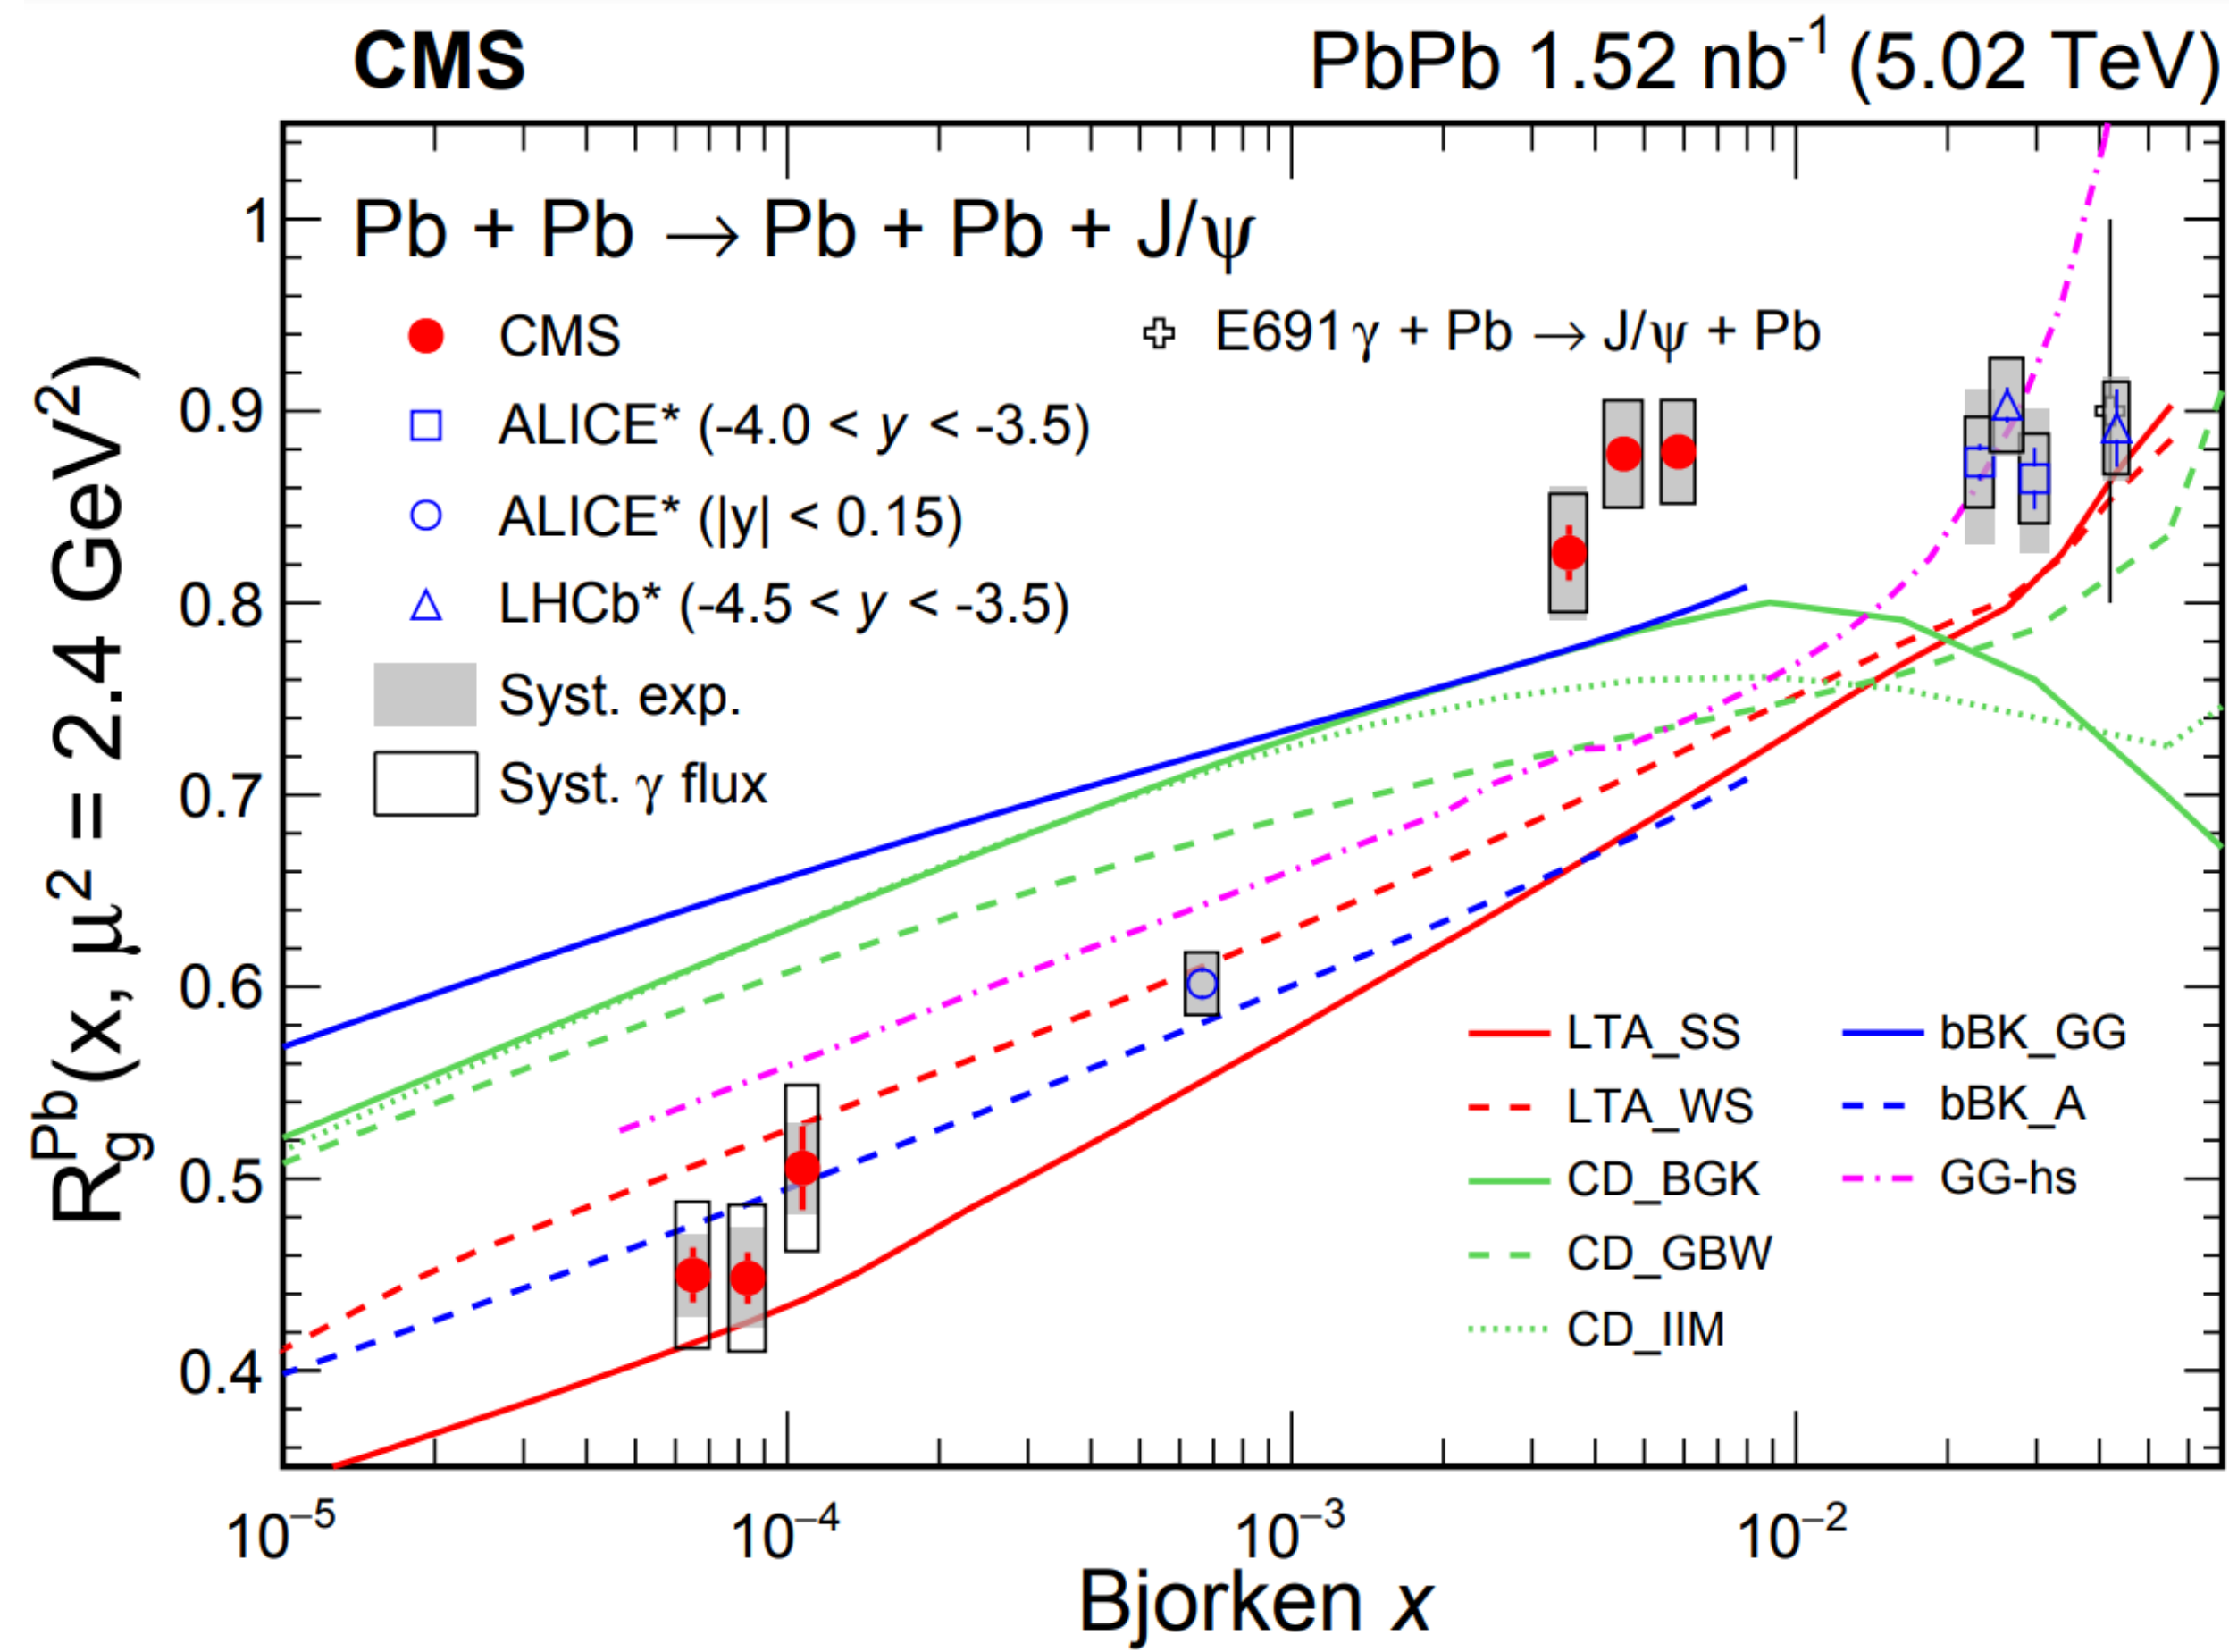 CMS
PbPb 1.52 nb⁻¹ (5.02 TeV)
Pb + Pb → Pb + Pb + J/ψ
CMS
E691 γ + Pb → J/ψ + Pb
ALICE* (-4.0 < y < -3.5)
ALICE* (|y| < 0.15)
LHCb* (-4.5 < y < -3.5)
Syst. exp.
Syst. γ flux
LTA_SS
LTA_WS
CD_BGK
CD_GBW
CD_IIM
bBK_GG
bBK_A
GG-hs
R_g^Pb(x, μ² = 2.4 GeV²)
1
0.9
0.8
0.7
0.6
0.5
0.4
10⁻⁵
10⁻⁴
10⁻³
10⁻²
Bjorken x